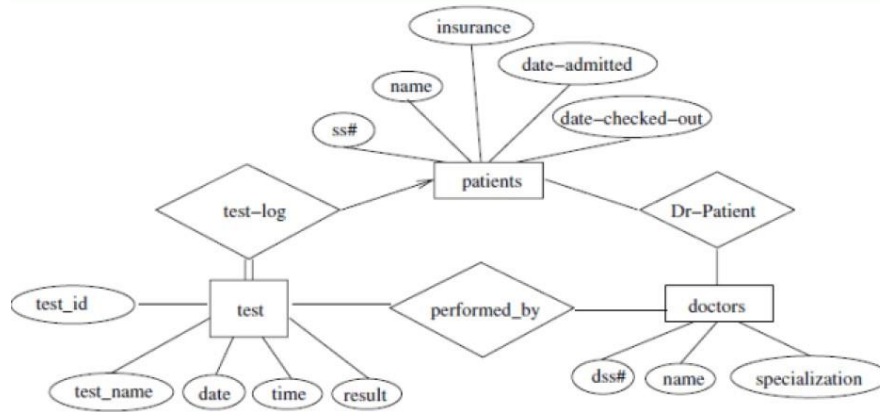 insurance
date-admitted
name
date-checked-out
ss#
patients
test-log
Dr-Patient
test_id
test
performed_by
doctors
test_name
date
time
result
dss#
name
specialization